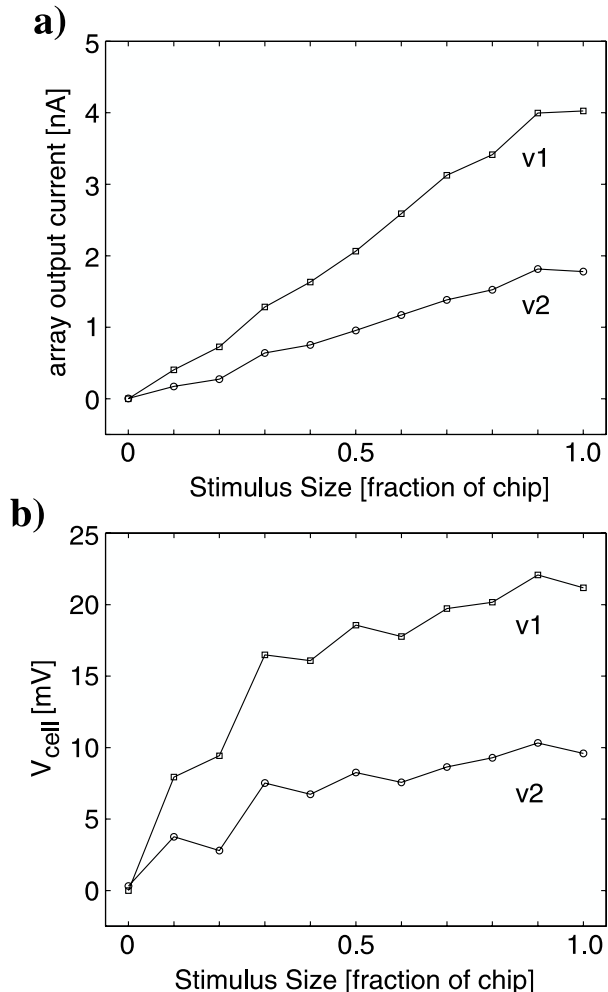 a)
array output current [nA]
5
4
3
2
1
0
v1
v2
0
0.5
1.0
Stimulus Size [fraction of chip]
b)
Vcell [mV]
25
20
15
10
5
0
v1
v2
0
0.5
1.0
Stimulus Size [fraction of chip]